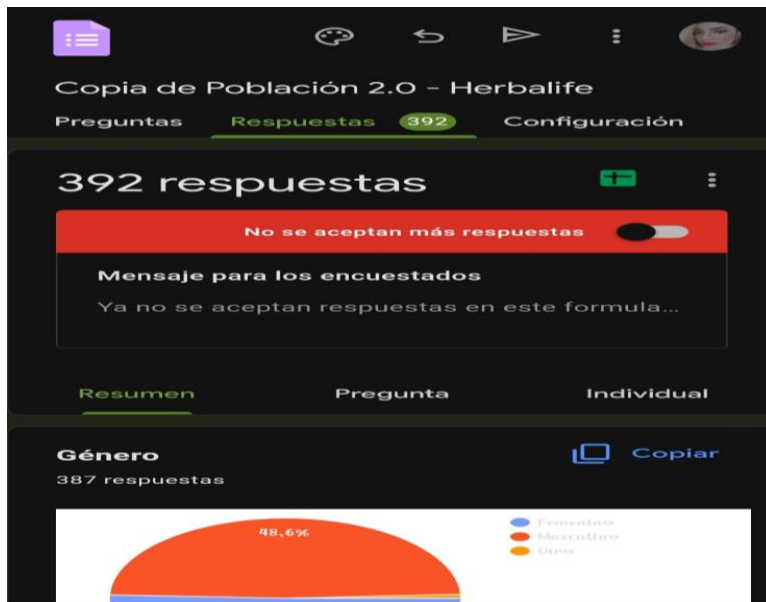 Copia de Población 2.0 – Herbalife
Preguntas Respuestas 392 Configuración
392 respuestas
No se aceptan más respuestas
Mensaje para los encuestados
Ya no se aceptan respuestas en este formula...
Resumen Pregunta Individual
Género Copiar
387 respuestas
48,6%
Femenino
Masculino
Otro